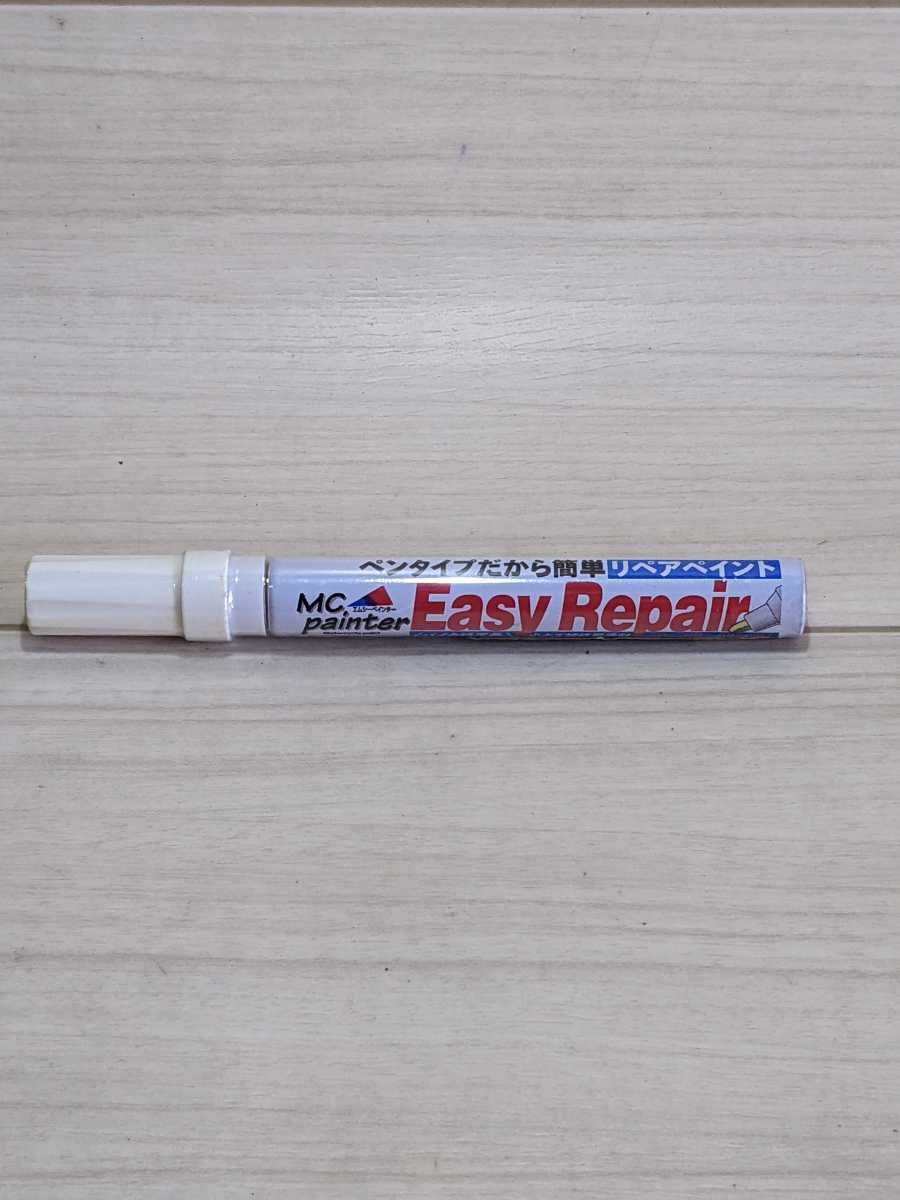 ペンタイプだから簡単 リペアペイント
MC
エムシーペインター
painter
Easy Repair